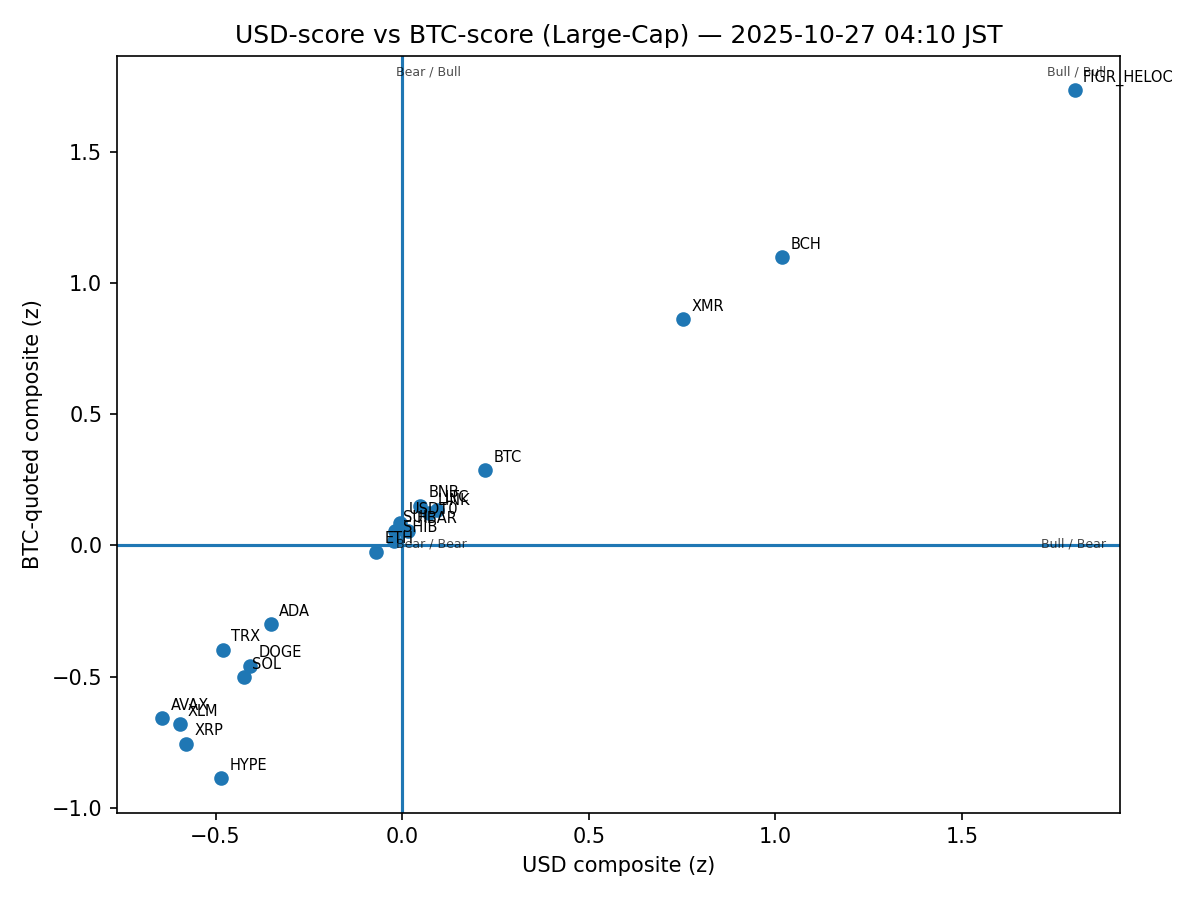 USD-score vs BTC-score (Large-Cap) — 2025-10-27 04:10 JST
Bear / Bull
Bull / Bull
FIGR_HELOC
1.5
BCH
1.0
XMR
0.5
BTC
BNB
LINK
USDT0
HBAR
SHIB
ETH
0.0
Bear / Bear
Bull / Bear
ADA
TRX
DOGE
SOL
−0.5
AVAX
XLM
XRP
HYPE
−1.0
−0.5
0.0
0.5
1.0
1.5
USD composite (z)
BTC-quoted composite (z)